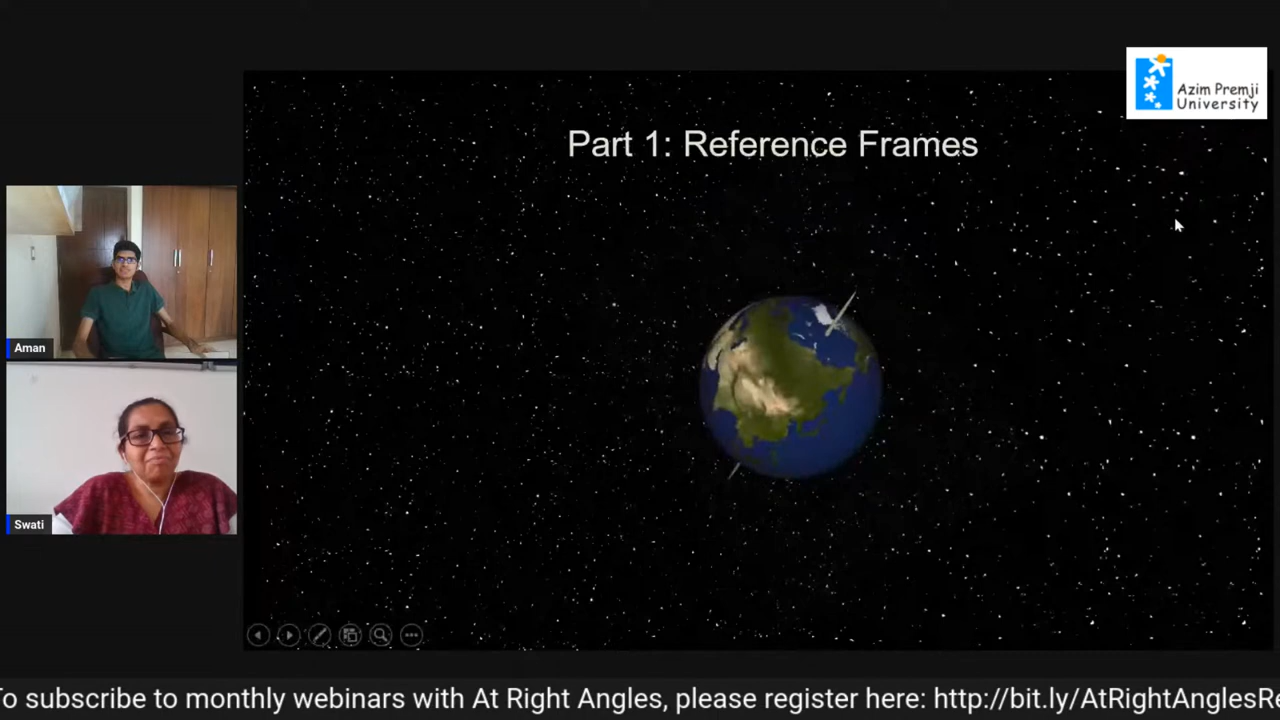 Azim Premji
University
Part 1: Reference Frames
Aman
Swati
To subscribe to monthly webinars with At Right Angles, please register here: http://bit.ly/AtRightAnglesRe